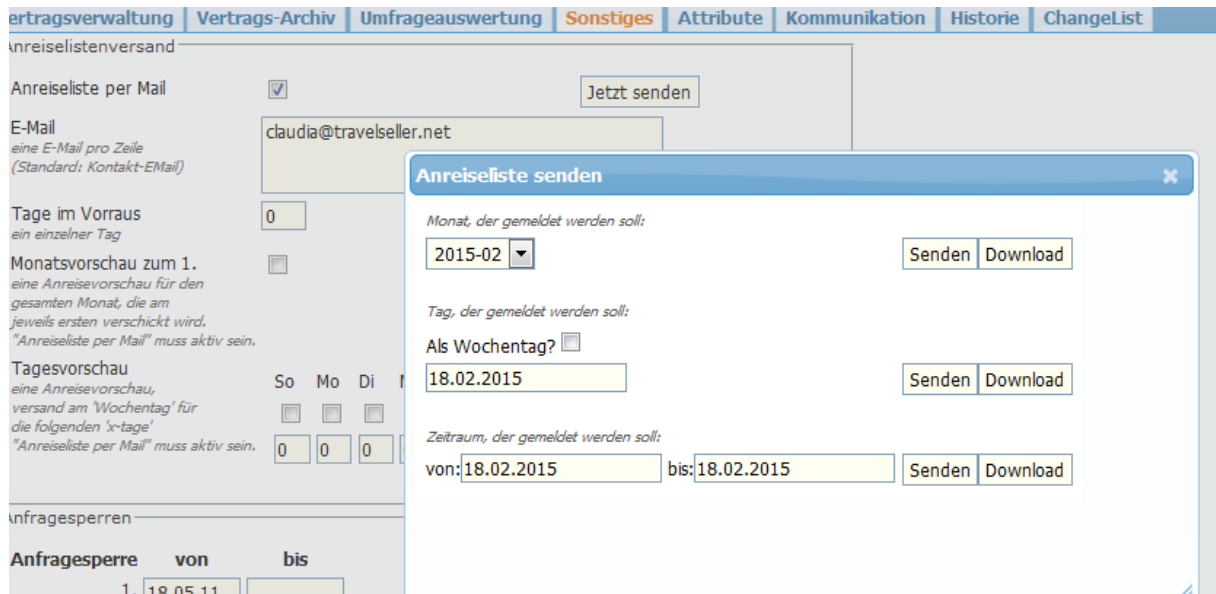 ertragsverwaltung Vertrags-Archiv Umfrageauswertung Sonstiges Attribute Kommunikation Historie ChangeList
Anreiselistenversand
Anreiseliste per Mail Jetzt senden
E-Mail
eine E-Mail pro Zeile
(Standard: Kontakt-EMail)
claudia@travelseller.net
Tage im Vorraus 0
ein einzelner Tag
Monatsvorschau zum 1.
eine Anreisevorschau für den
gesamten Monat, die am
jeweils ersten verschickt wird.
"Anreiseliste per Mail" muss aktiv sein.
Tagesvorschau
eine Anreisevorschau,
versand am 'Wochentag' für
die folgenden 'x-tage'
"Anreiseliste per Mail" muss aktiv sein.
So Mo Di
0 0 0
Anfragesperren
Anfragesperre von bis
1. 18.05.11
Anreiseliste senden
Monat, der gemeldet werden soll:
2015-02 Senden Download
Tag, der gemeldet werden soll:
Als Wochentag?
18.02.2015 Senden Download
Zeitraum, der gemeldet werden soll:
von: 18.02.2015 bis: 18.02.2015 Senden Download